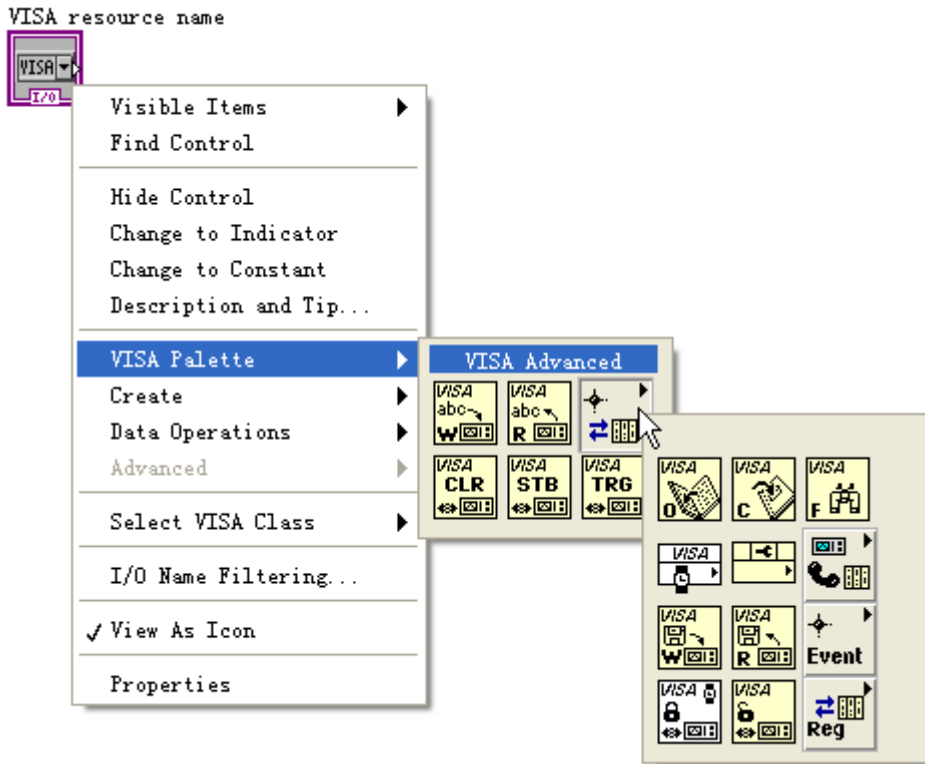 VISA resource name
VISA
I/O
Visible Items
Find Control
Hide Control
Change to Indicator
Change to Constant
Description and Tip...
VISA Palette
Create
Data Operations
Advanced
Select VISA Class
I/O Name Filtering...
View As Icon
Properties
VISA Advanced
VISA abc W
VISA abc R
VISA CLR
VISA STB
VISA TRG
VISA O
VISA C
VISA F
VISA
VISA W
VISA R
Event
VISA
VISA
Reg